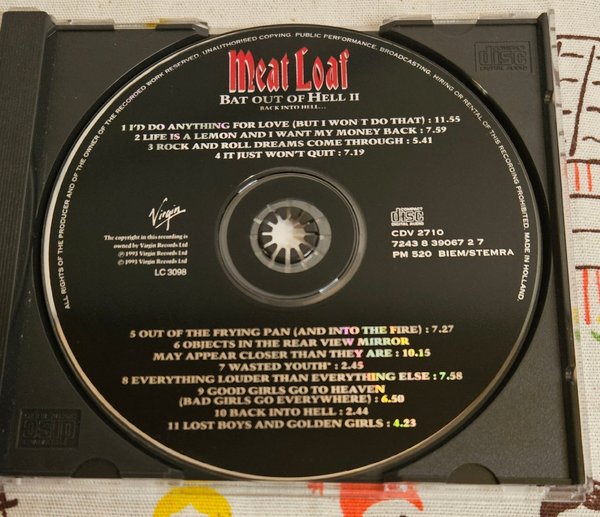 ALL RIGHTS OF THE PRODUCER AND OF THE OWNER OF THE RECORDED WORK RESERVED. UNAUTHORISED COPYING, PUBLIC PERFORMANCE, BROADCASTING, HIRING OR RENTAL OF THIS RECORDING PROHIBITED. MADE IN HOLLAND.
Meat Loaf
BAT OUT OF HELL II
BACK INTO HELL...
1 I'D DO ANYTHING FOR LOVE (BUT I WON T DO THAT) : 11.55
2 LIFE IS A LEMON AND I WANT MY MONEY BACK : 7.59
3 ROCK AND ROLL DREAMS COME THROUGH : 5.41
4 IT JUST WON'T QUIT : 7.19
Virgin
The copyright in this recording is
owned by Virgin Records Ltd
℗ 1993 Virgin Records Ltd
© 1993 Virgin Records Ltd
LC 3098
COMPACT
disc
DIGITAL AUDIO
CDV 2710
7243 8 39067 2 7
PM 520 BIEM/STEMRA
5 OUT OF THE FRYING PAN (AND INTO THE FIRE) : 7.27
6 OBJECTS IN THE REAR VIEW MIRROR
MAY APPEAR CLOSER THAN THEY ARE : 10.15
7 WASTED YOUTH* : 2.45
8 EVERYTHING LOUDER THAN EVERYTHING ELSE : 7.58
9 GOOD GIRLS GO TO HEAVEN
(BAD GIRLS GO EVERYWHERE) : 6.50
10 BACK INTO HELL : 2.44
11 LOST BOYS AND GOLDEN GIRLS : 4.23
COMPACT
disc
DIGITAL AUDIO